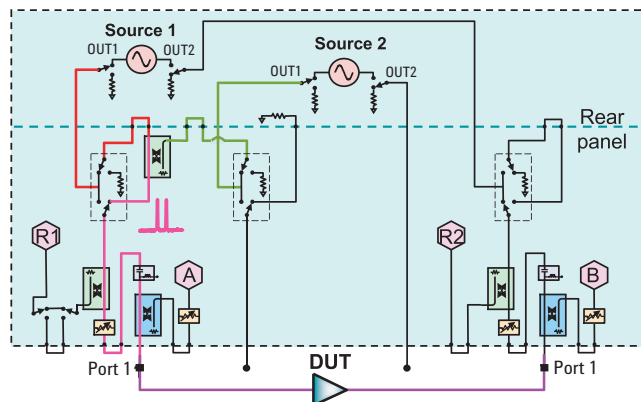 Source 1
OUT1
OUT2
Source 2
OUT1
OUT2
Rear
panel
R1
A
R2
B
Port 1
DUT
Port 1